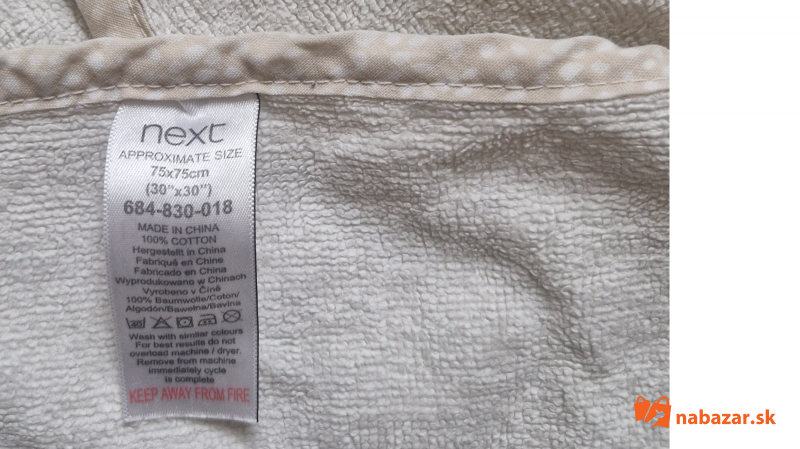 next
APPROXIMATE SIZE
75x75cm
(30"x30")
684-830-018
MADE IN CHINA
100% COTTON
Hergestellt in China
Fabriqué en Chine
Fabricado en China
Wyprodukowano w Chinach
Vyrobeno v Číně
100% Baumwolle/Coton/
Algodón/Bawełna/Bavlna
40
Wash with similar colours
For best results do not
overload machine / dryer.
Remove from machine
immediately cycle
is complete
KEEP AWAY FROM FIRE
nabazar.sk